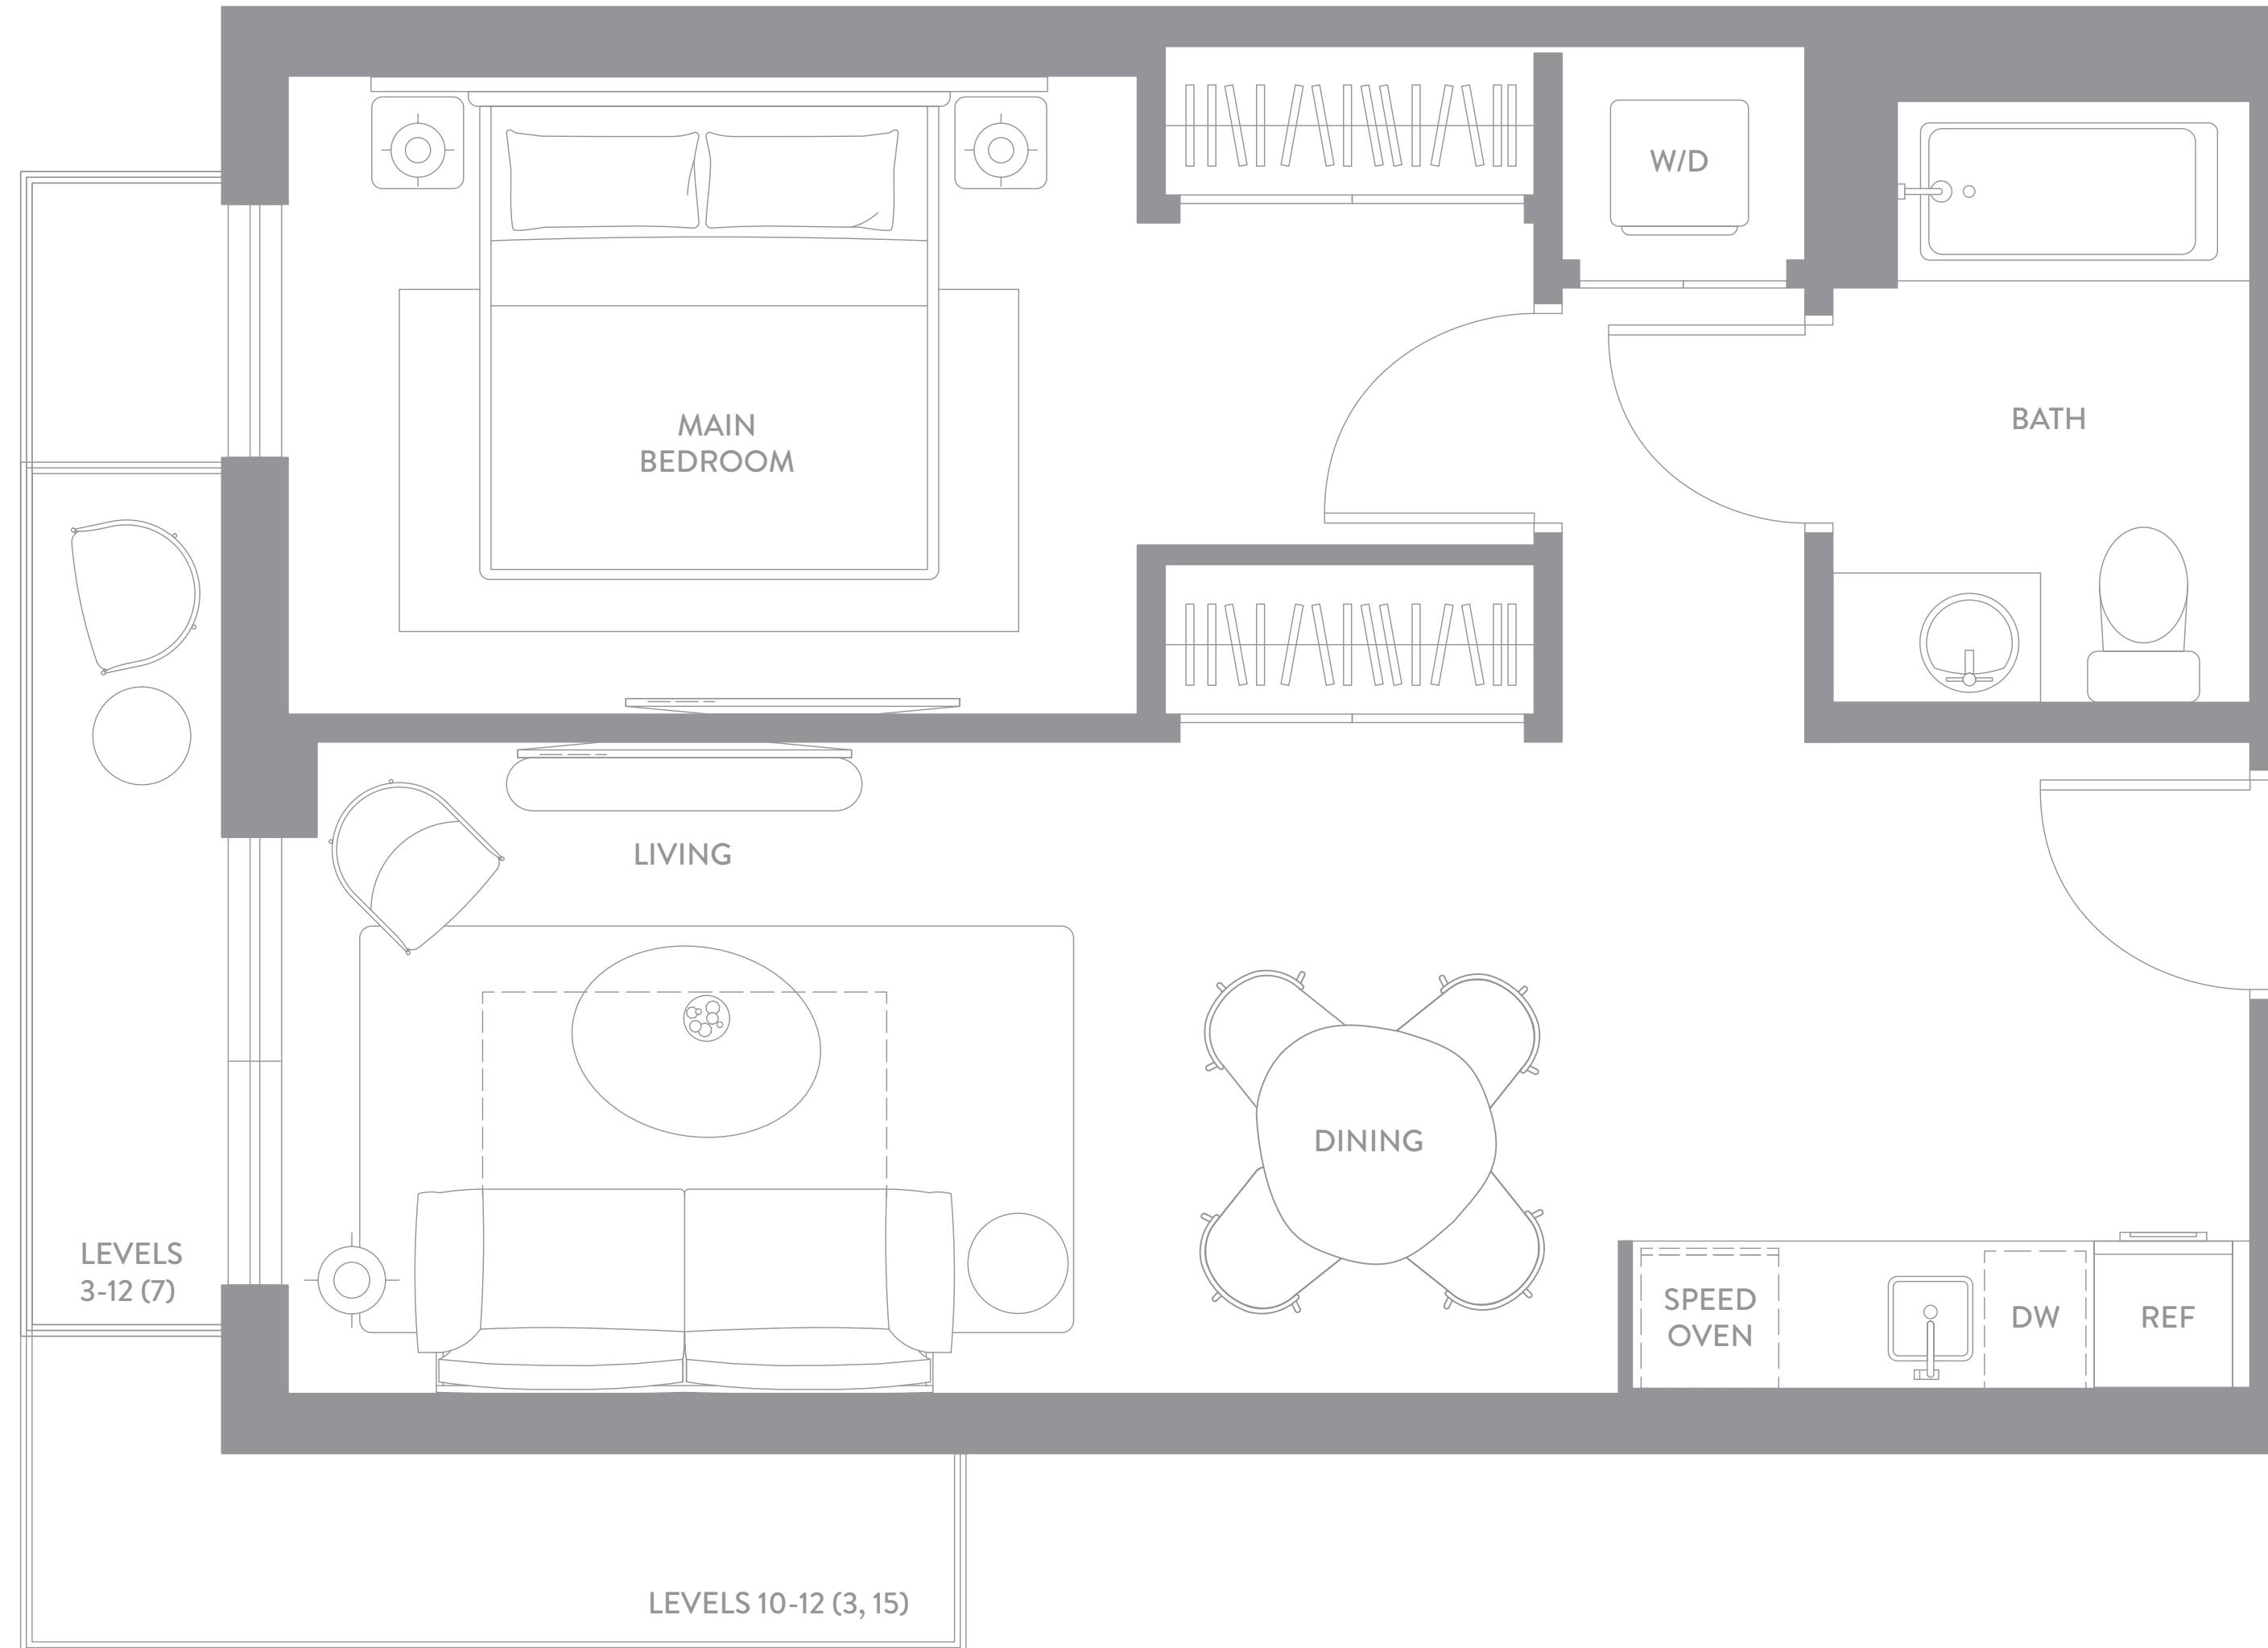 W/D
MAIN
BEDROOM
BATH
LIVING
DINING
LEVELS
3-12 (7)
SPEED
OVEN
DW
REF
LEVELS 10-12 (3, 15)